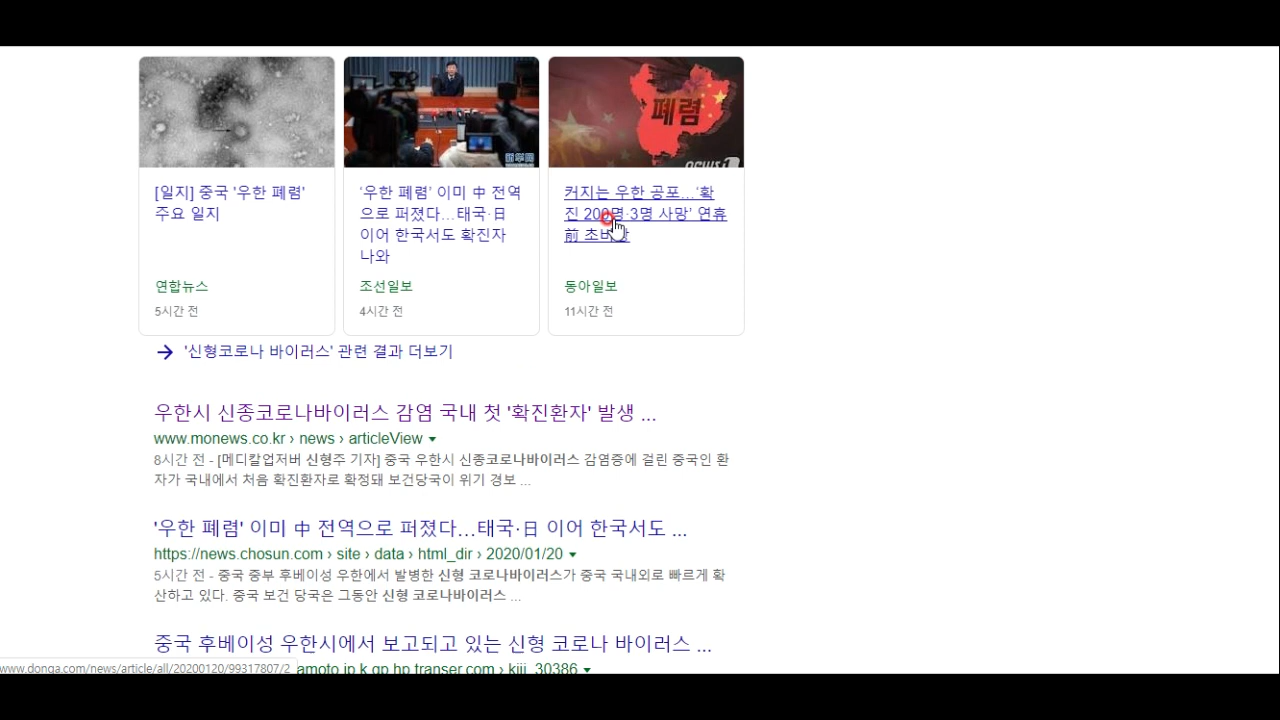 新华网
폐렴
news1
[일지] 중국 '우한 폐렴'
주요 일지
연합뉴스
5시간 전
‘우한 폐렴’ 이미 中 전역
으로 퍼졌다…태국·日
이어 한국서도 확진자
나와
조선일보
4시간 전
커지는 우한 공포…‘확
진 200명·3명 사망’ 연휴
前 초비상
동아일보
11시간 전
→ '신형코로나 바이러스' 관련 결과 더보기
우한시 신종코로나바이러스 감염 국내 첫 '확진환자' 발생 ...
www.monews.co.kr › news › articleView ▼
8시간 전 - [메디칼업저버 신형주 기자] 중국 우한시 신종코로나바이러스 감염증에 걸린 중국인 환
자가 국내에서 처음 확진환자로 확정돼 보건당국이 위기 경보 ...
'우한 폐렴' 이미 中 전역으로 퍼졌다…태국·日 이어 한국서도 ...
https://news.chosun.com › site › data › html_dir › 2020/01/20 ▼
5시간 전 - 중국 중부 후베이성 우한에서 발병한 신형 코로나바이러스가 중국 국내외로 빠르게 확
산하고 있다. 중국 보건 당국은 그동안 신형 코로나바이러스 ...
중국 후베이성 우한시에서 보고되고 있는 신형 코로나 바이러스 ...
www.donga.com/news/article/all/20200120/99317807/2 amoto.jp.k.gp.hp.transer.com › kiji_30386 ▼